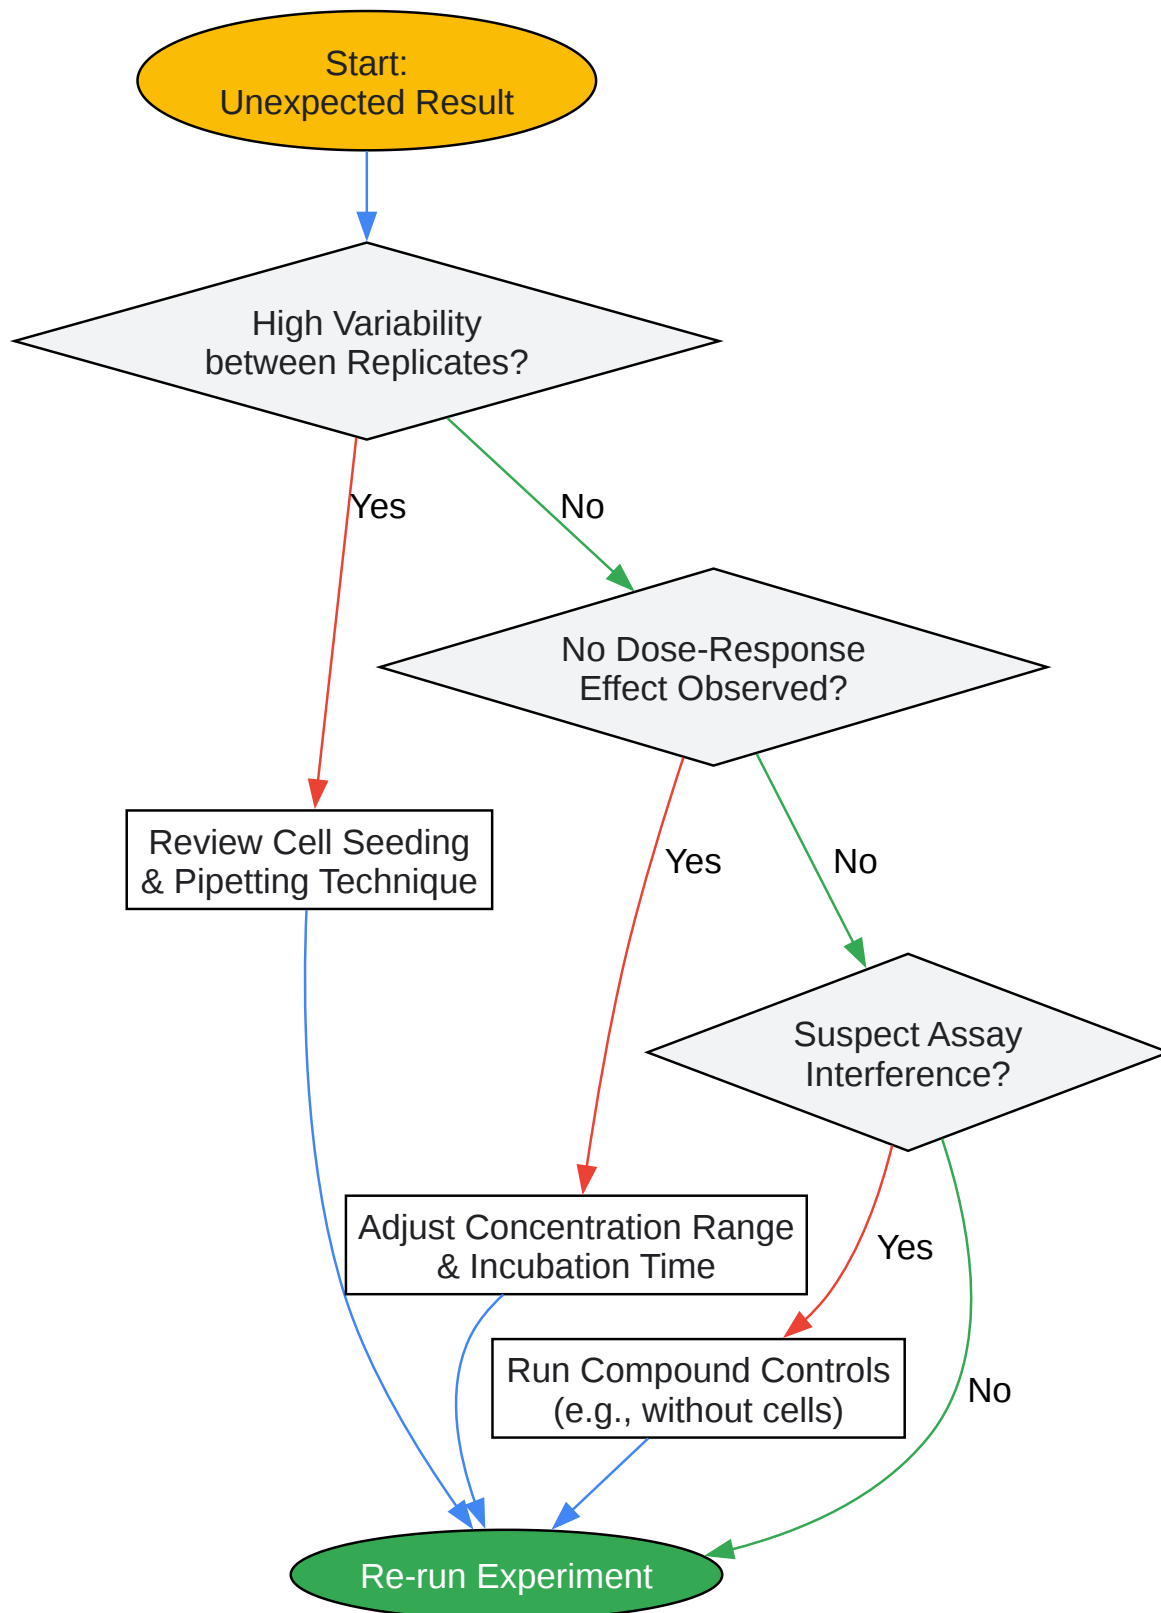 Start:
Unexpected Result
High Variability
between Replicates?
Yes
No
No Dose-Response
Effect Observed?
Review Cell Seeding
& Pipetting Technique
Yes
No
Suspect Assay
Interference?
Adjust Concentration Range
& Incubation Time
Yes
Run Compound Controls
(e.g., without cells)
No
Re-run Experiment